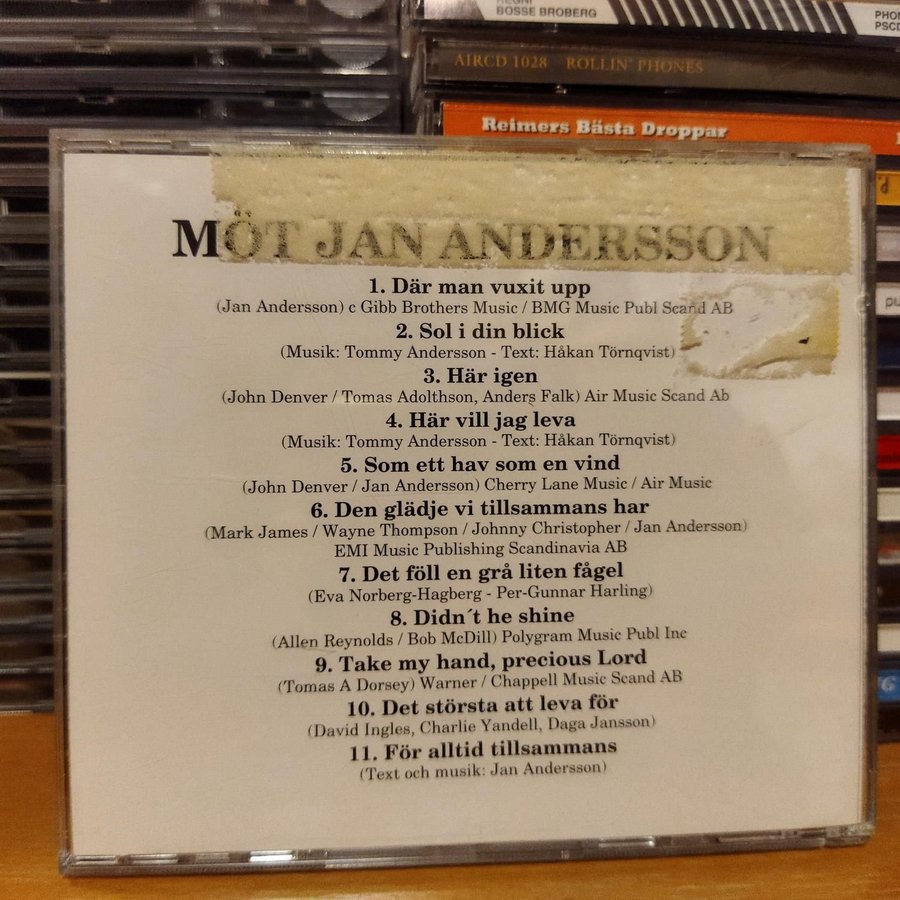 BOSSE BROBERG
PHON
PSCD
AIRCD 1028 ROLLIN' PHONES
Reimers Bästa Droppar
MÖT JAN ANDERSSON
1. Där man vuxit upp
(Jan Andersson) c Gibb Brothers Music / BMG Music Publ Scand AB
2. Sol i din blick
(Musik: Tommy Andersson - Text: Håkan Törnqvist)
3. Här igen
(John Denver / Tomas Adolthson, Anders Falk) Air Music Scand Ab
4. Här vill jag leva
(Musik: Tommy Andersson - Text: Håkan Törnqvist)
5. Som ett hav som en vind
(John Denver / Jan Andersson) Cherry Lane Music / Air Music
6. Den glädje vi tillsammans har
(Mark James / Wayne Thompson / Johnny Christopher / Jan Andersson)
EMI Music Publishing Scandinavia AB
7. Det föll en grå liten fågel
(Eva Norberg-Hagberg - Per-Gunnar Harling)
8. Didn´t he shine
(Allen Reynolds / Bob McDill) Polygram Music Publ Inc
9. Take my hand, precious Lord
(Tomas A Dorsey) Warner / Chappell Music Scand AB
10. Det största att leva för
(David Ingles, Charlie Yandell, Daga Jansson)
11. För alltid tillsammans
(Text och musik: Jan Andersson)